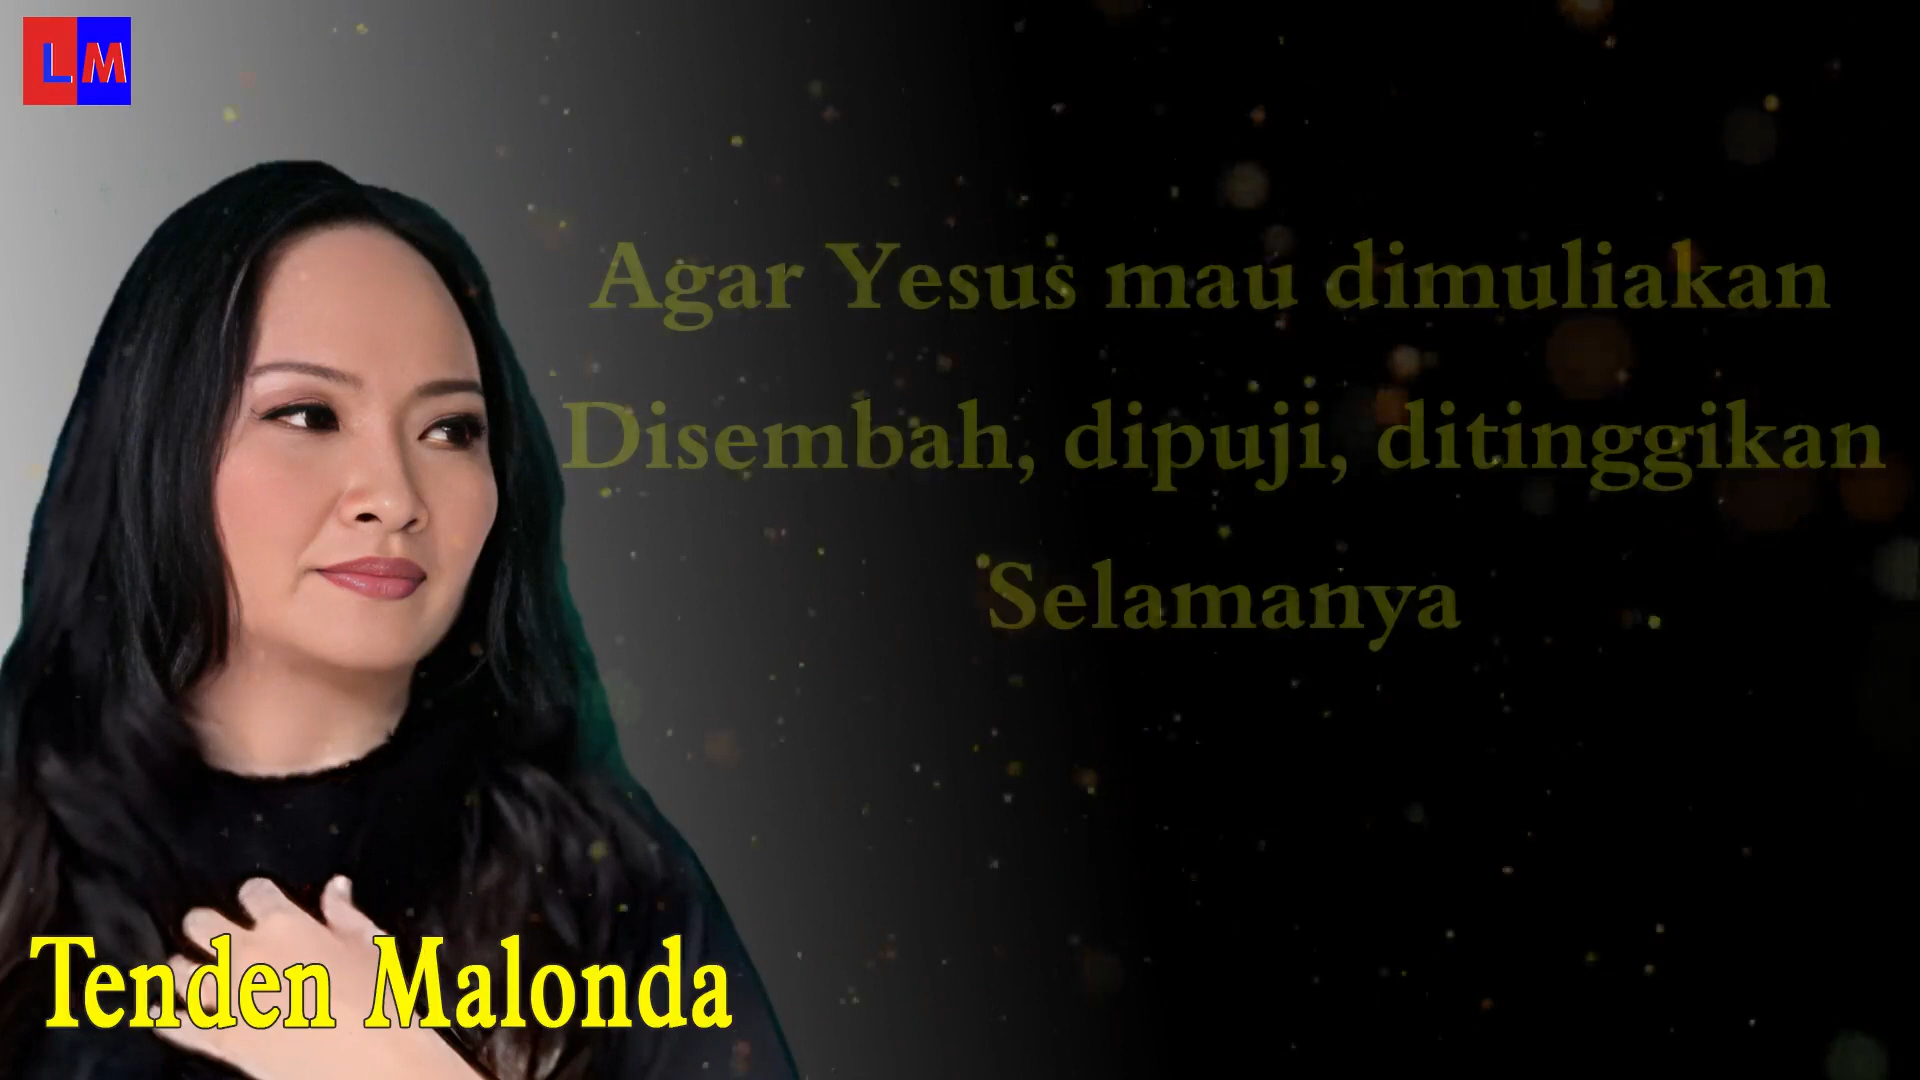 LM
Agar Yesus mau dimuliakan
Disembah, dipuji, ditinggikan
Selamanya
Tenden Malonda